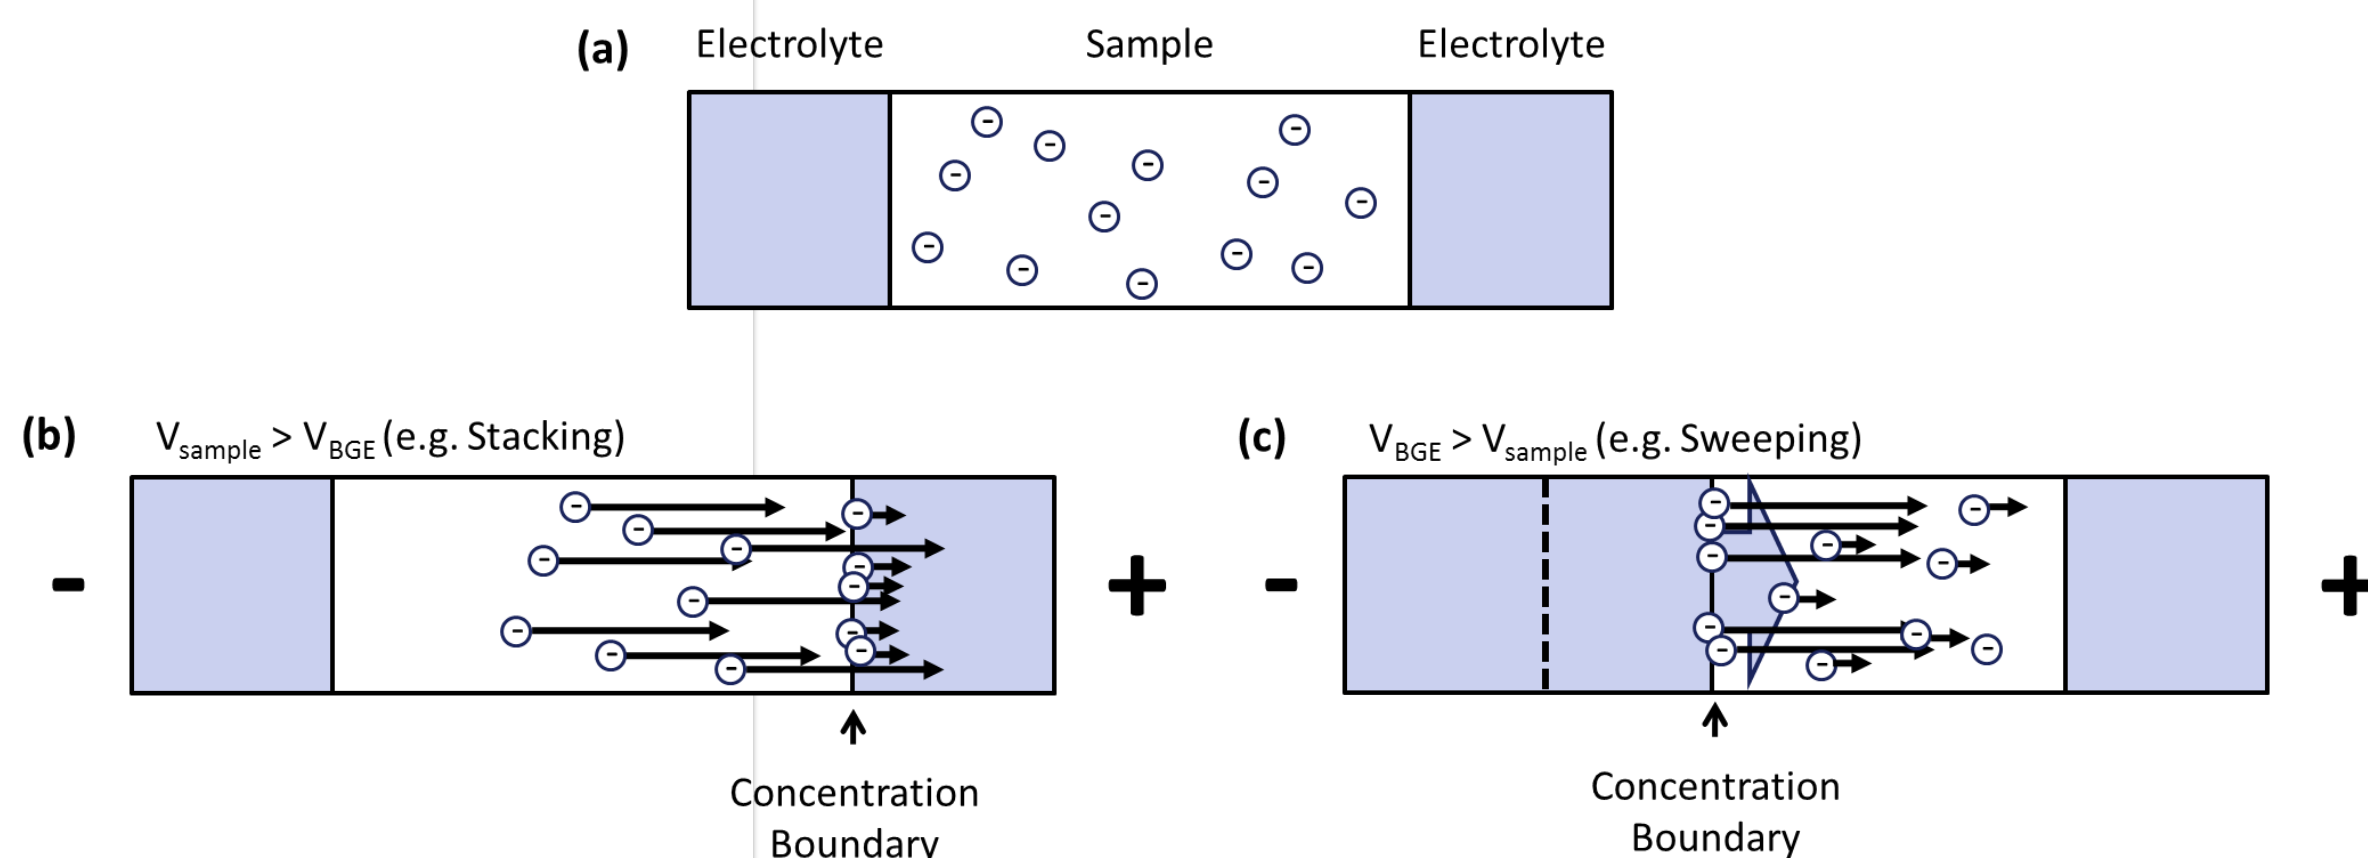 (a) Electrolyte Sample Electrolyte
(b) Vsample > VBGE (e.g. Stacking)
- +
Concentration
Boundary
(c) VBGE > Vsample (e.g. Sweeping)
- +
Concentration
Boundary